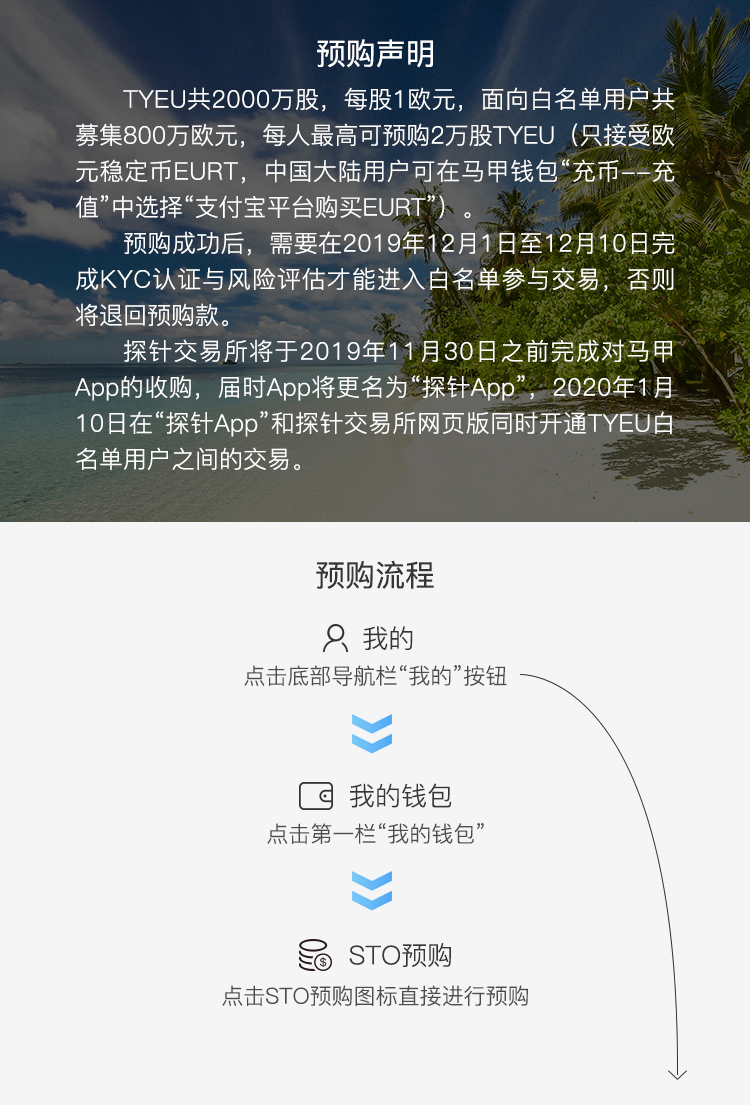 预购声明
TYEU共2000万股，每股1欧元，面向白名单用户共
募集800万欧元，每人最高可预购2万股TYEU（只接受欧
元稳定币EURT，中国大陆用户可在马甲钱包“充币--充
值”中选择“支付宝平台购买EURT”）。
预购成功后，需要在2019年12月1日至12月10日完
成KYC认证与风险评估才能进入白名单参与交易，否则
将退回预购款。
探针交易所将于2019年11月30日之前完成对马甲
App的收购，届时App将更名为“探针App”，2020年1月
10日在“探针App”和探针交易所网页版同时开通TYEU白
名单用户之间的交易。
预购流程
我的
点击底部导航栏“我的”按钮
我的钱包
点击第一栏“我的钱包”
STO预购
点击STO预购图标直接进行预购